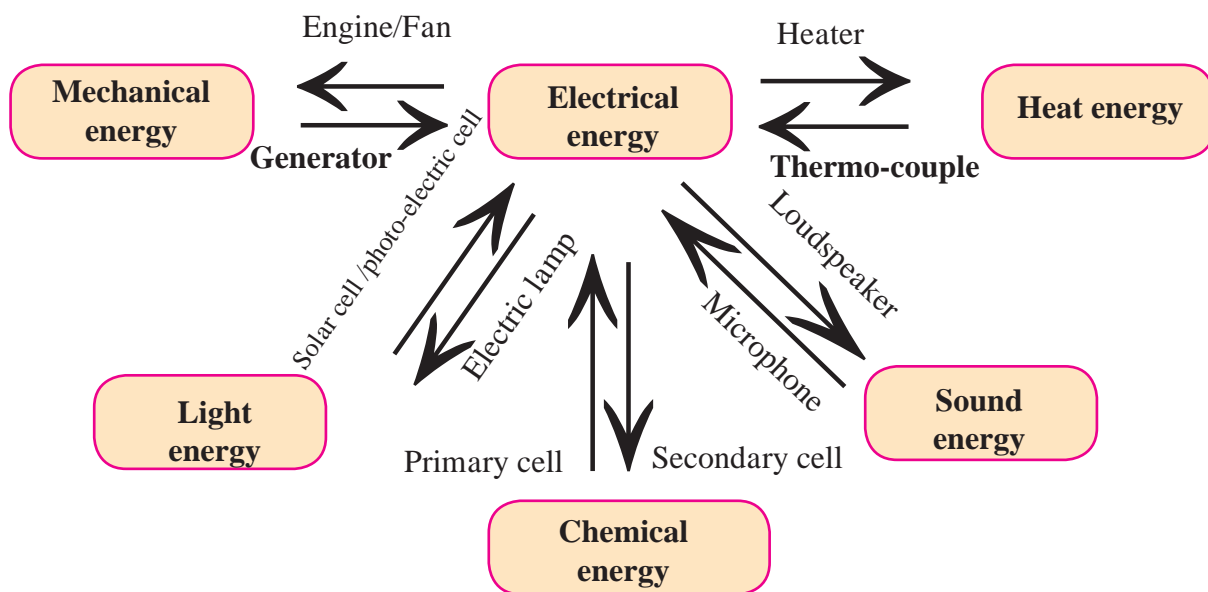 Engine/Fan
Heater
Mechanical
energy
Electrical
energy
Heat energy
Generator
Thermo-couple
Solar cell /photo-electric cell
Electric lamp
Loudspeaker
Microphone
Light
energy
Sound
energy
Primary cell
Secondary cell
Chemical
energy